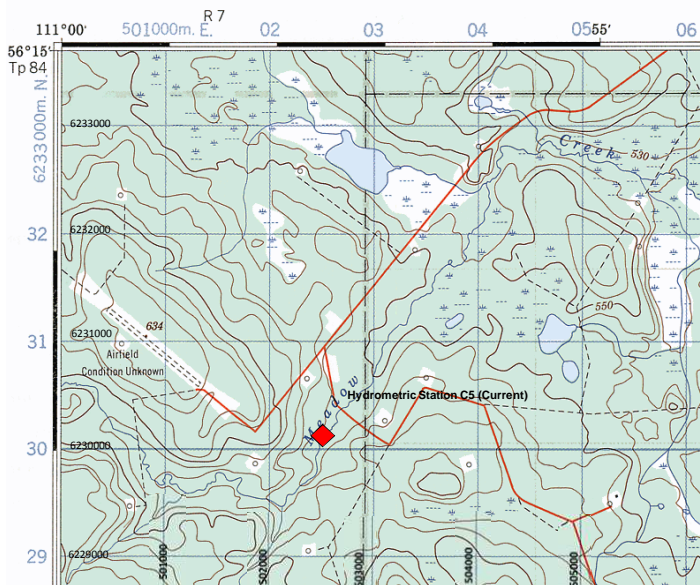 R 7
111°00' 501000m. E. 02 03 04 05 55' 06
56°15'
Tp 84
6233000m. N.
6233000
Creek 530
32 6232000
550
634
31 6231000
Airfield
Condition Unknown
Meadow
Hydrometric Station C5 (Current)
30 6230000
29 6229000
501000 502000 503000 504000 505000